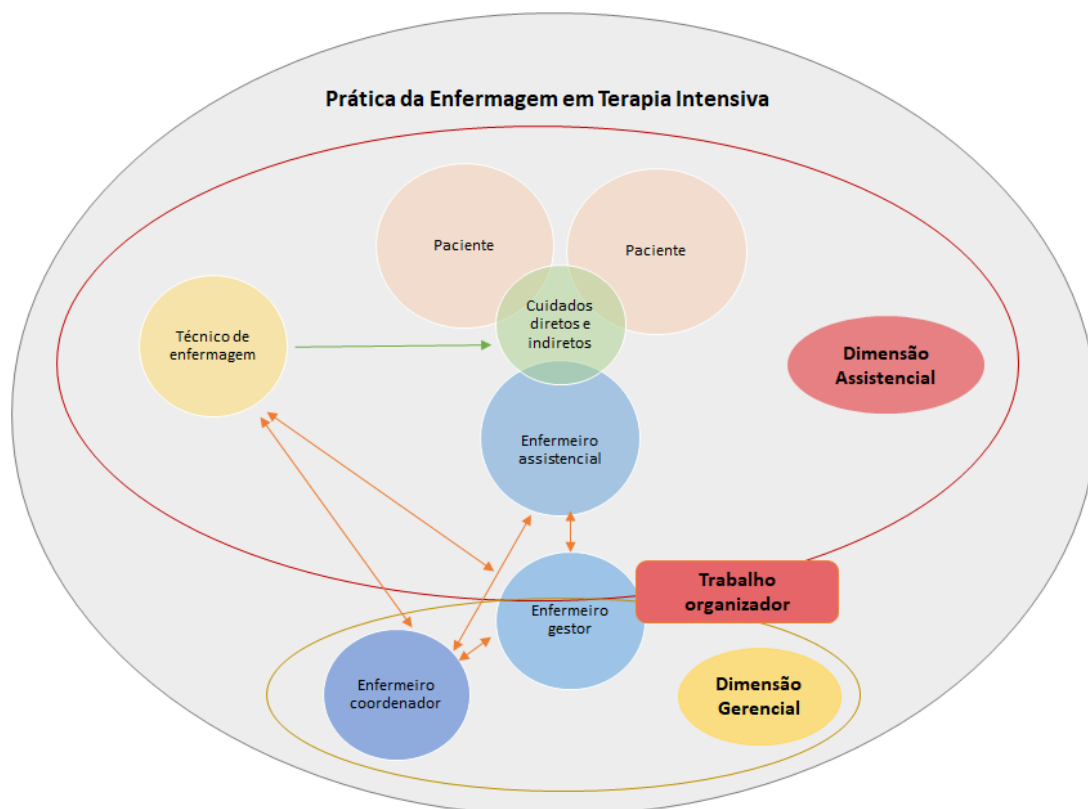 Prática da Enfermagem em Terapia Intensiva
Paciente
Paciente
Cuidados
diretos e
indiretos
Técnico de
enfermagem
Dimensão
Assistencial
Enfermeiro
assistencial
Trabalho
organizador
Enfermeiro
gestor
Enfermeiro
coordenador
Dimensão
Gerencial